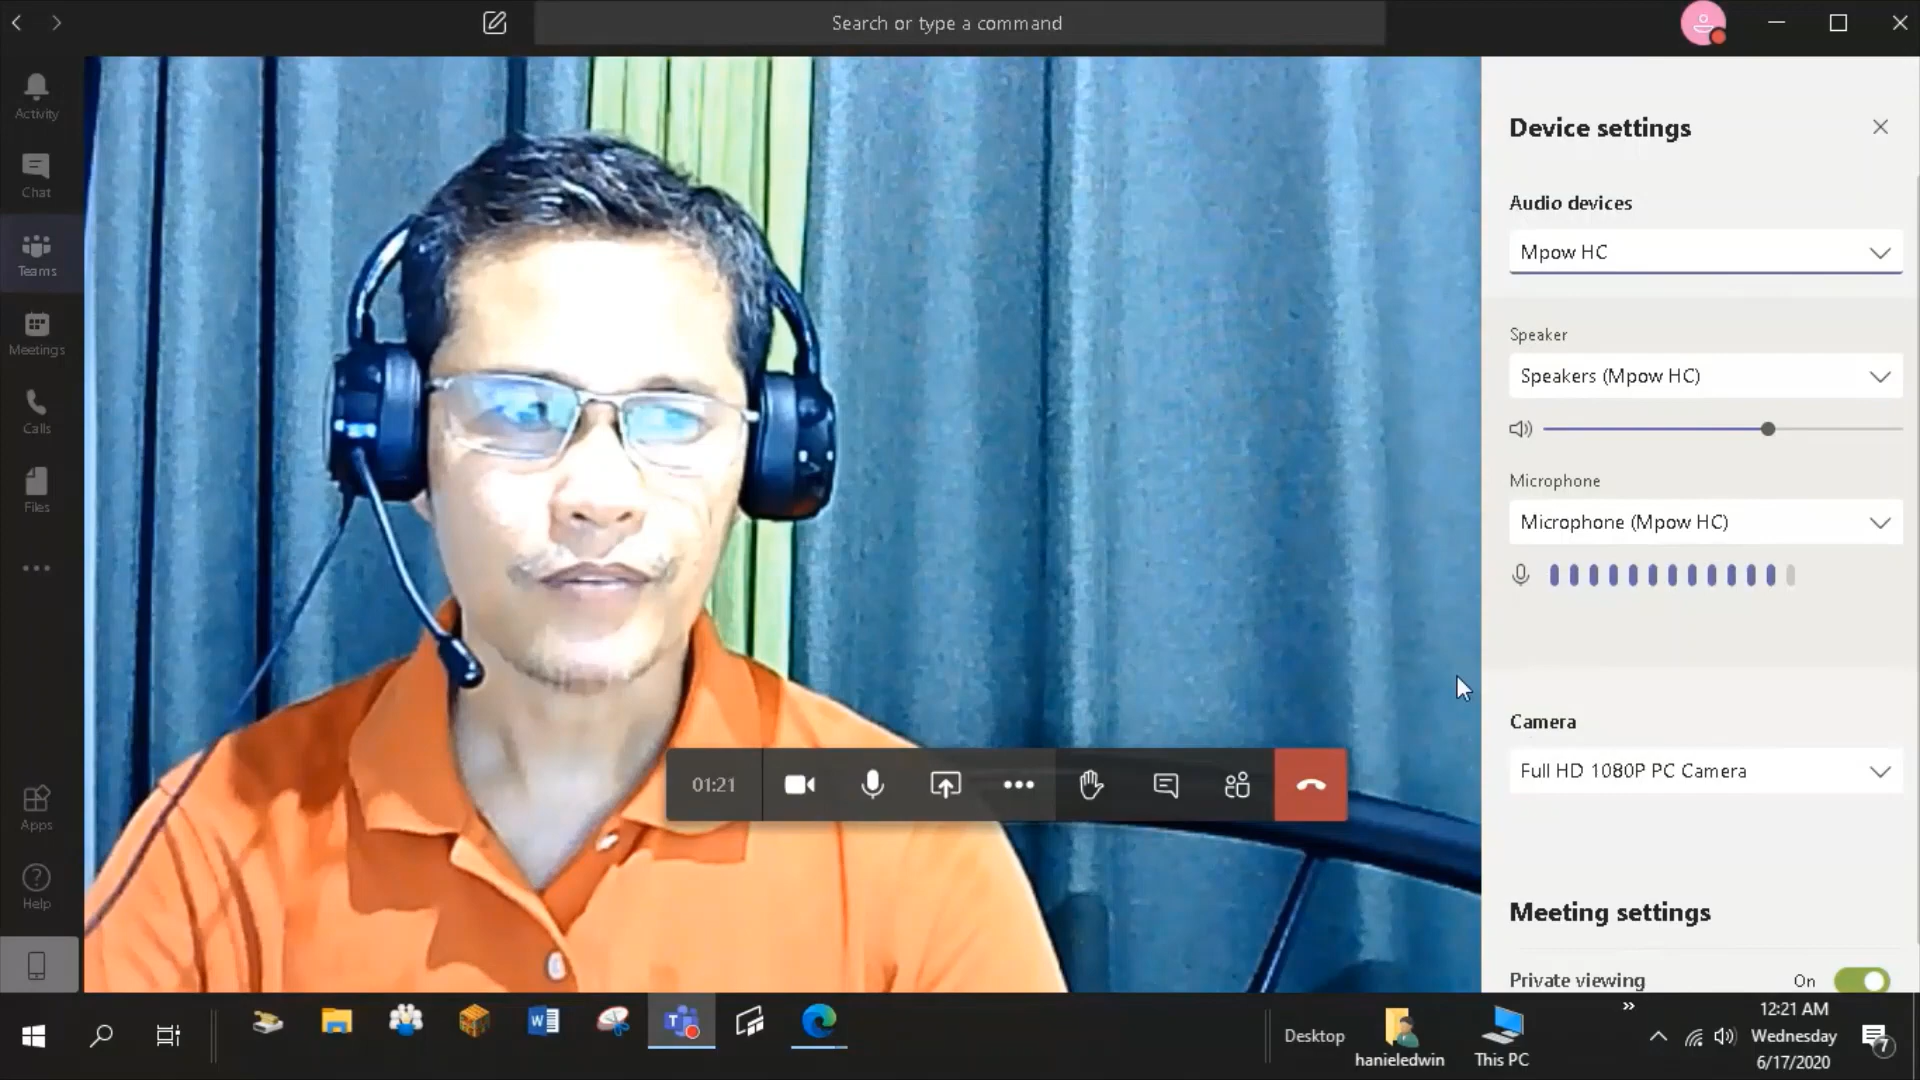 Search or type a command
Activity
Chat
Teams
Meetings
Calls
Files
Apps
Help
Device settings
Audio devices
Mpow HC
Speaker
Speakers (Mpow HC)
Microphone
Microphone (Mpow HC)
Camera
Full HD 1080P PC Camera
Meeting settings
Private viewing On
01:21
W
T
Desktop
hanieledwin
This PC
12:21 AM
Wednesday
6/17/2020
7